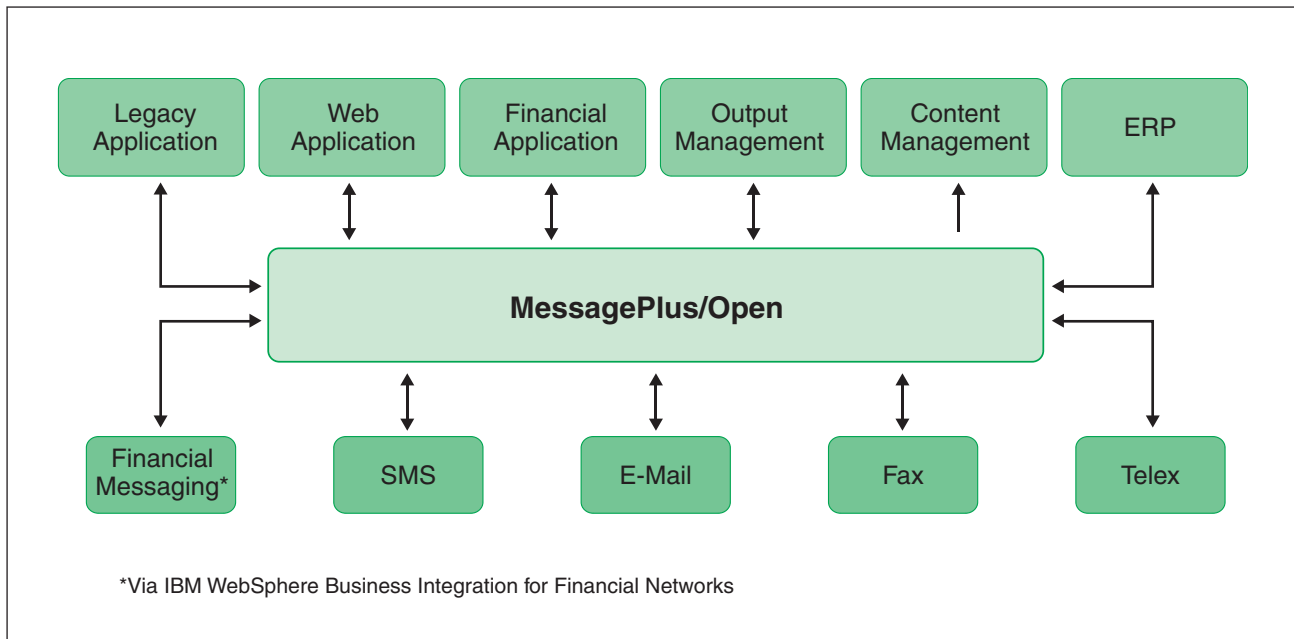 Legacy
Application
Web
Application
Financial
Application
Output
Management
Content
Management
ERP
MessagePlus/Open
Financial
Messaging*
SMS
E-Mail
Fax
Telex
*Via IBM WebSphere Business Integration for Financial Networks